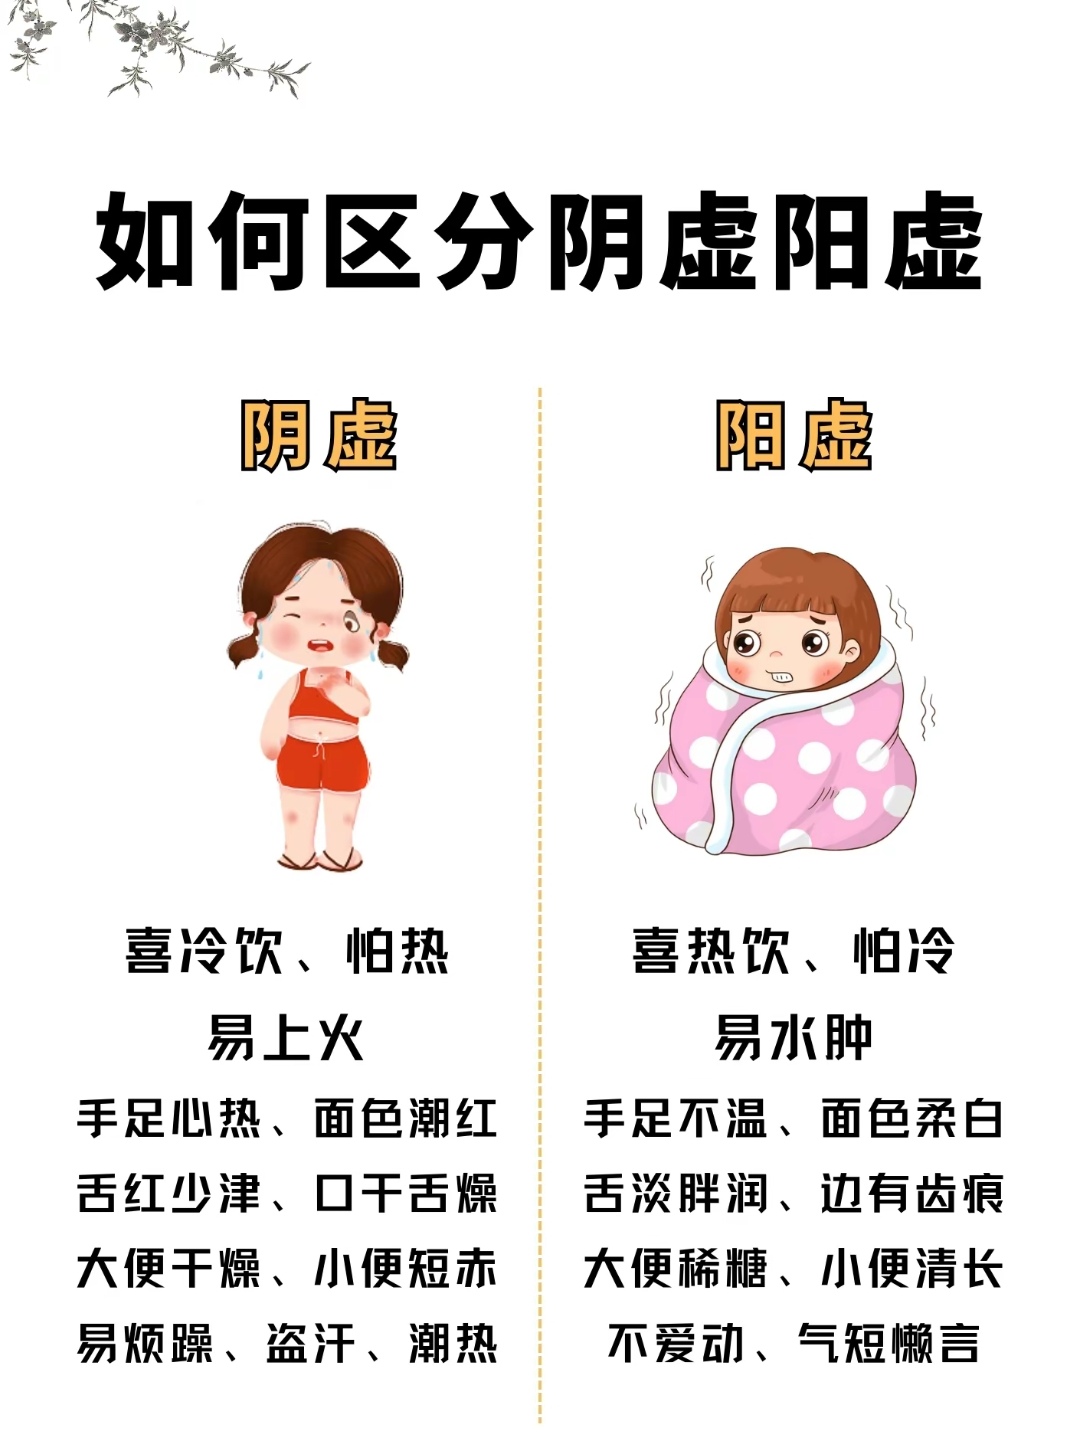 如何区分阴虚阳虚
阴虚
喜冷饮、怕热
易上火
手足心热、面色潮红
舌红少津、口干舌燥
大便干燥、小便短赤
易烦躁、盗汗、潮热
阳虚
喜热饮、怕冷
易水肿
手足不温、面色柔白
舌淡胖润、边有齿痕
大便稀糖、小便清长
不爱动、气短懒言